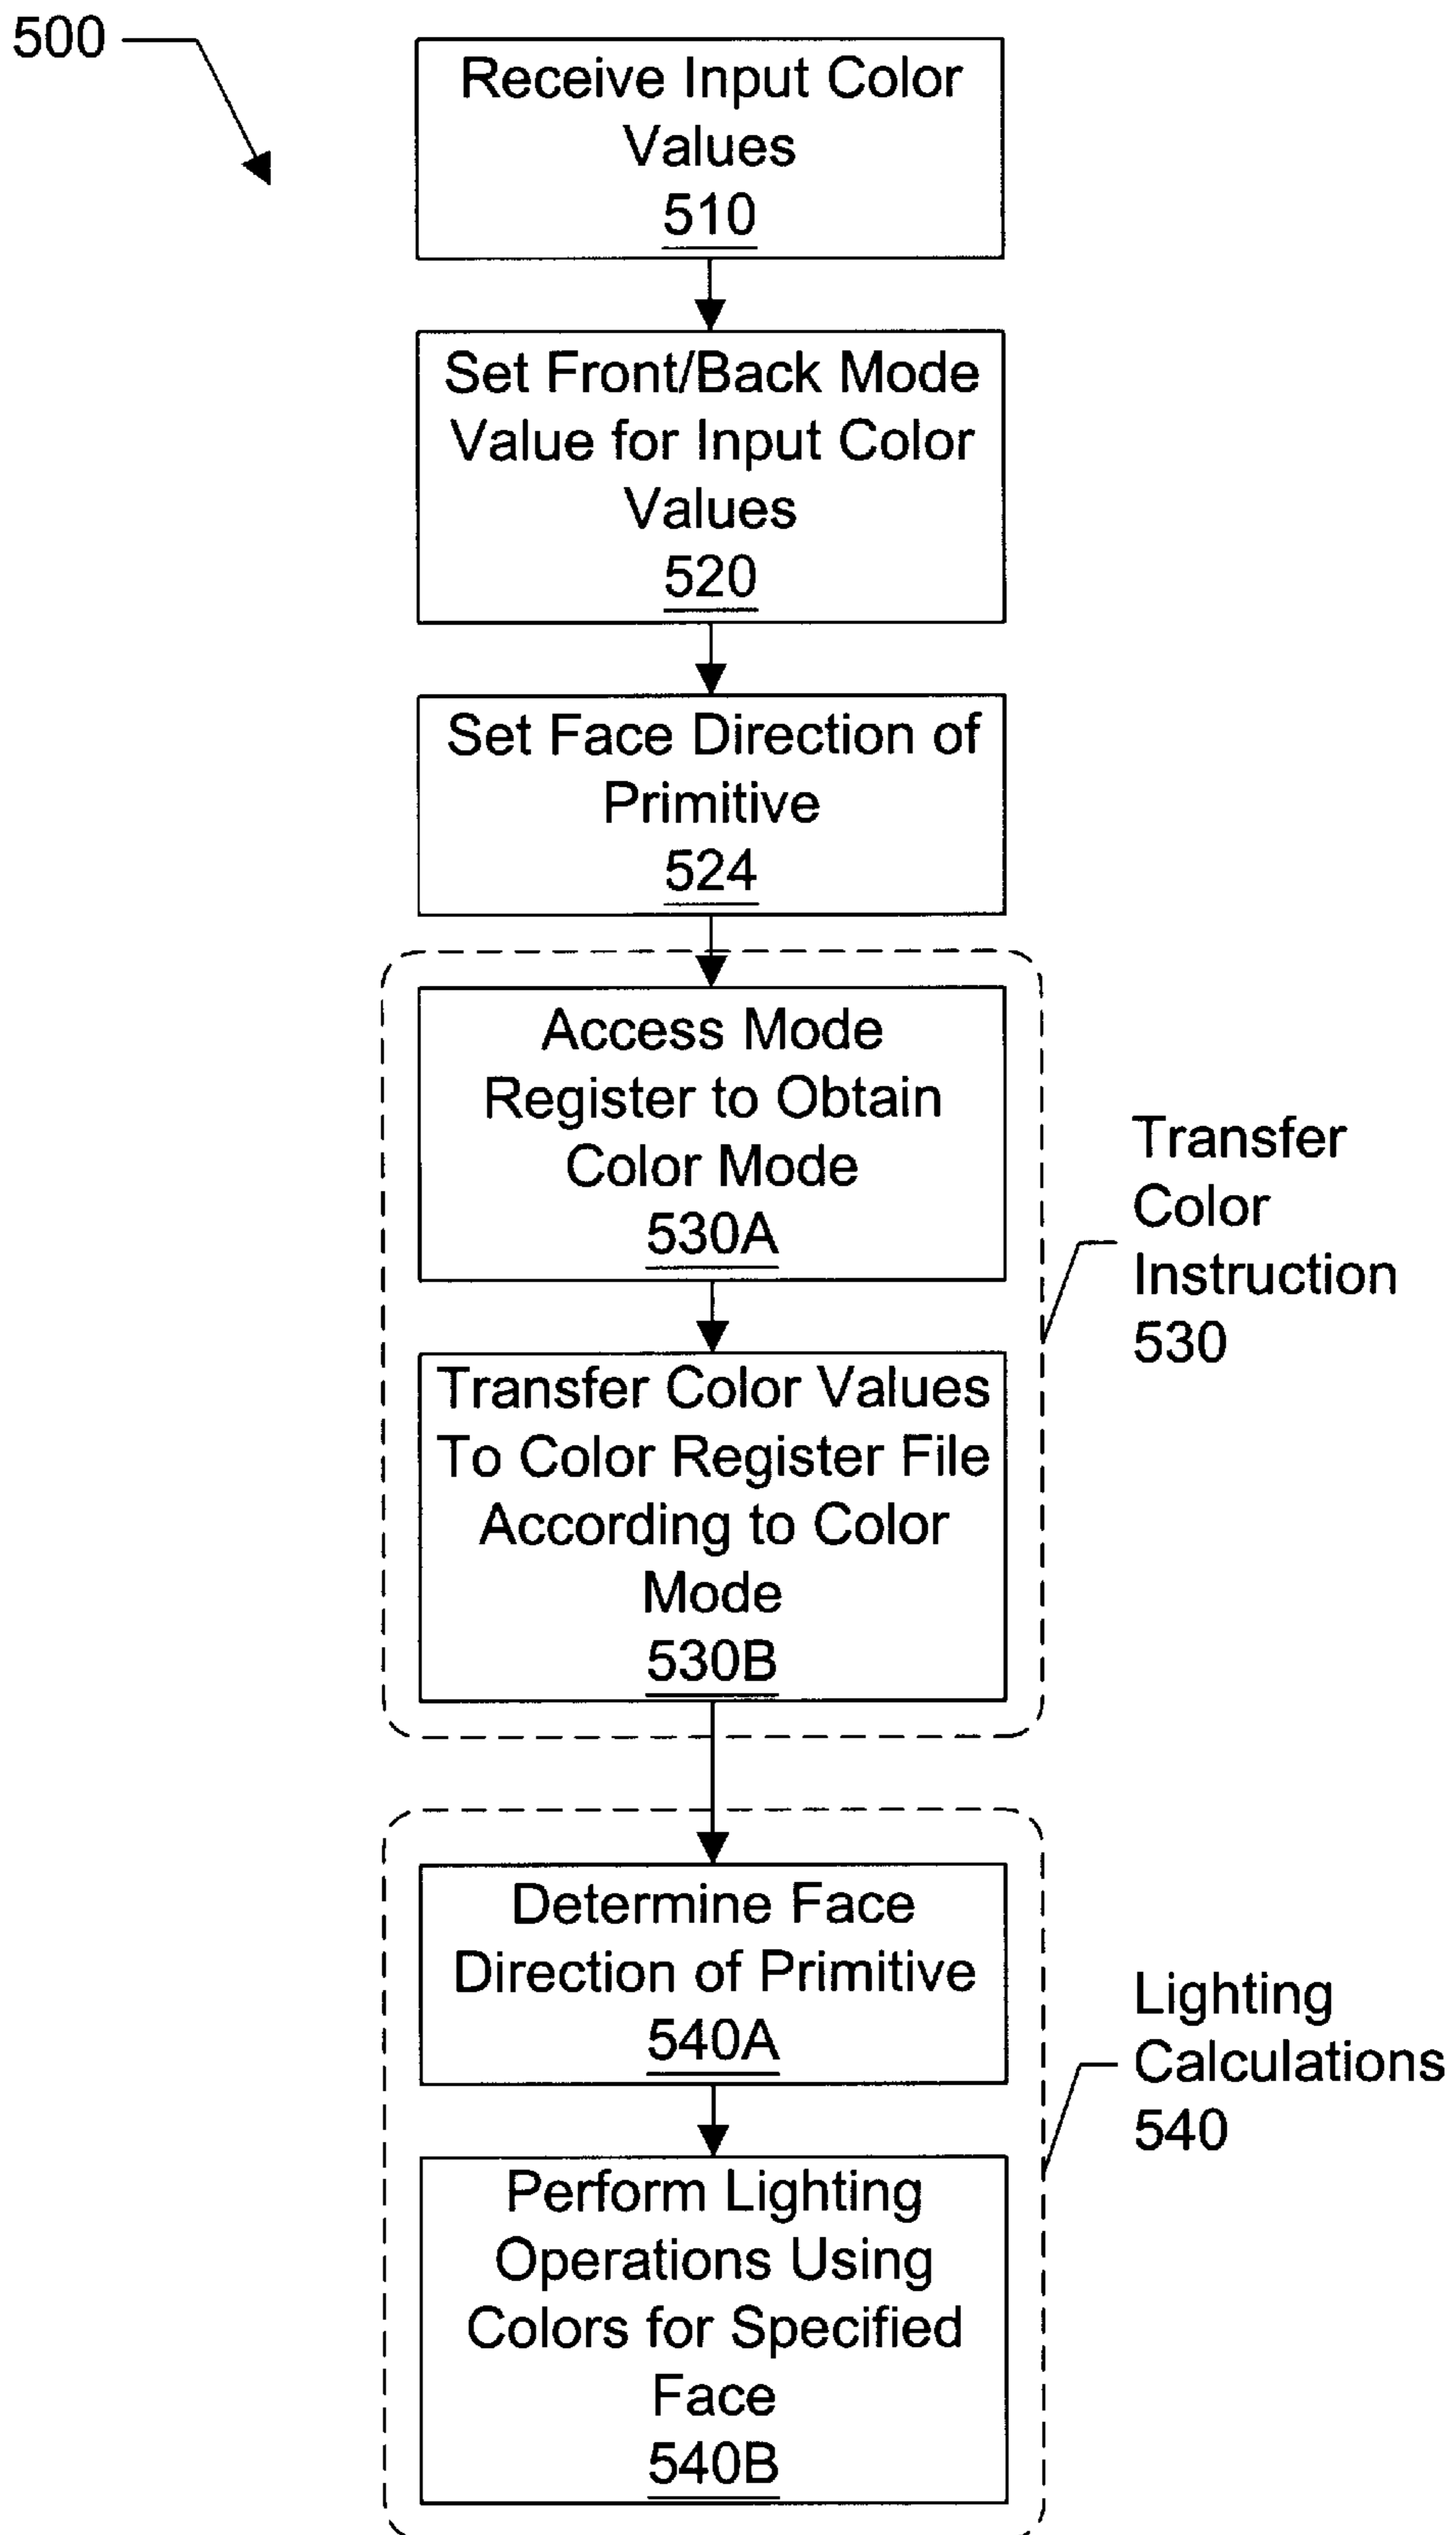 500
Receive Input Color
Values
510
Set Front/Back Mode
Value for Input Color
Values
520
Set Face Direction of
Primitive
524
Access Mode
Register to Obtain
Color Mode
530A
Transfer Color Values
To Color Register File
According to Color
Mode
530B
Transfer
Color
Instruction
530
Determine Face
Direction of Primitive
540A
Perform Lighting
Operations Using
Colors for Specified
Face
540B
Lighting
Calculations
540